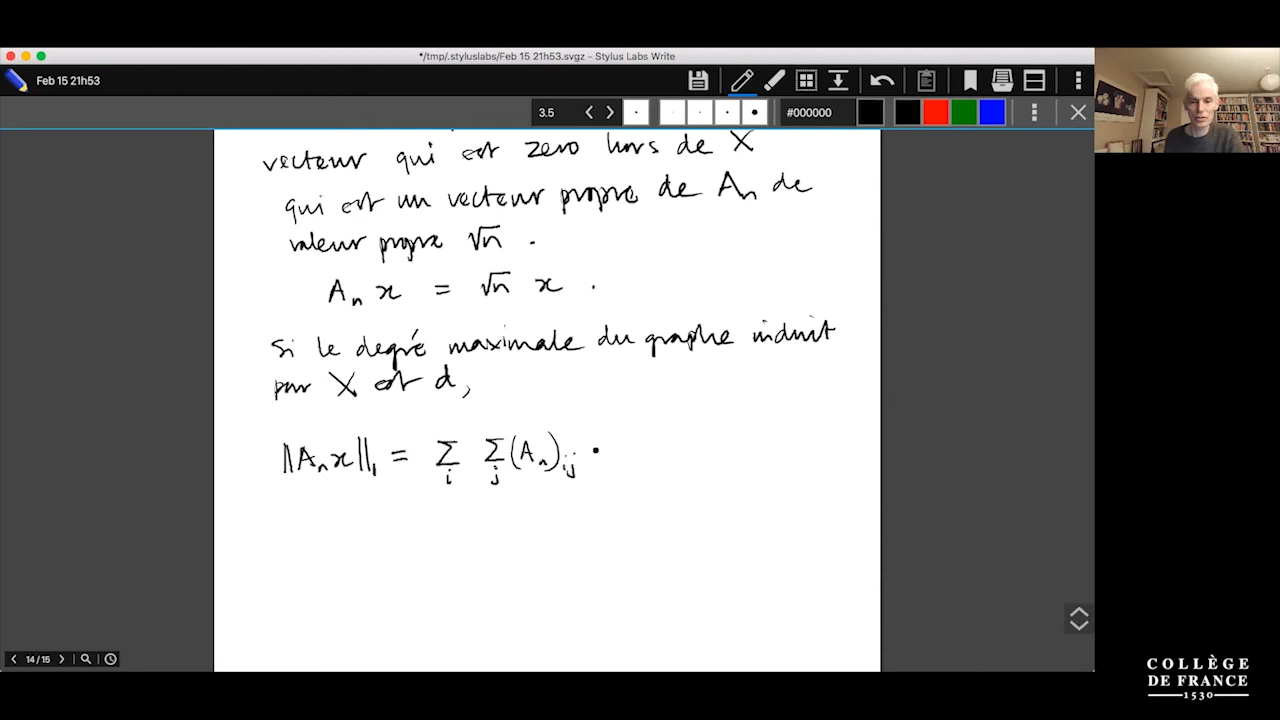 */tmp/.styluslabs/Feb 15 21h53.svgz - Stylus Labs Write
Feb 15 21h53
3.5
#000000
vecteur qui est zero hors de X
qui est un vecteur propre de Aₙ de
valeur propre √n .
Aₙ x = √n x .
Si le degré maximale du graphe induit
par X est d,
‖Aₙx‖₁ = Σᵢ Σⱼ (Aₙ)ᵢⱼ
14/15
COLLÈGE
DE FRANCE
1530